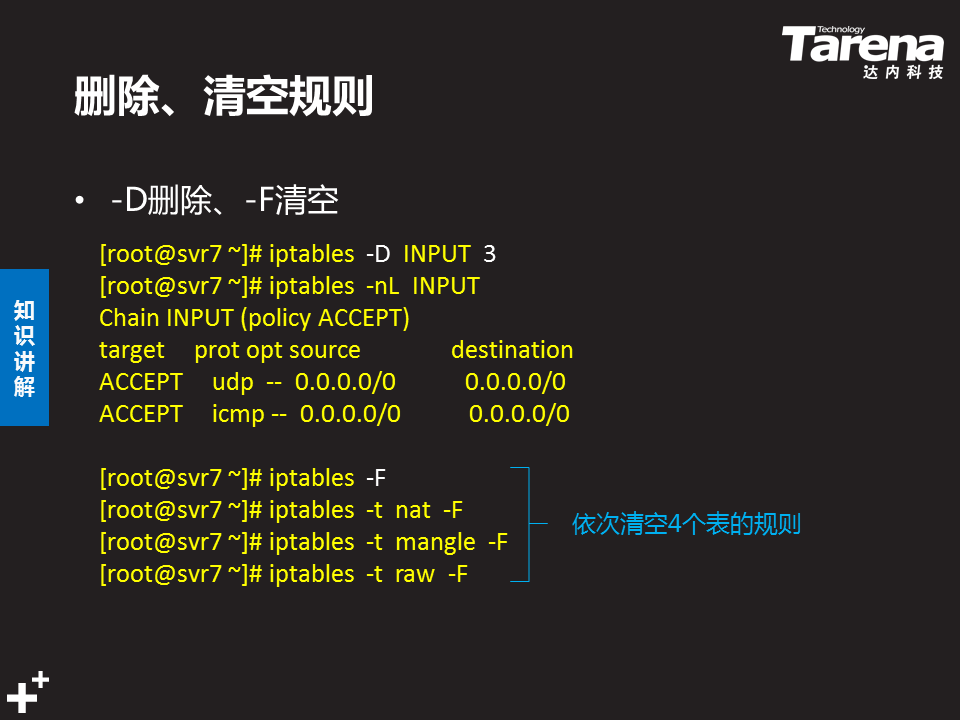 Technology
Tarena
达内科技
删除、清空规则
• -D删除、-F清空
[root@svr7 ~]# iptables -D INPUT 3
[root@svr7 ~]# iptables -nL INPUT
Chain INPUT (policy ACCEPT)
target prot opt source destination
ACCEPT udp -- 0.0.0.0/0 0.0.0.0/0
ACCEPT icmp -- 0.0.0.0/0 0.0.0.0/0
[root@svr7 ~]# iptables -F
[root@svr7 ~]# iptables -t nat -F
[root@svr7 ~]# iptables -t mangle -F
[root@svr7 ~]# iptables -t raw -F
依次清空4个表的规则
知识讲解